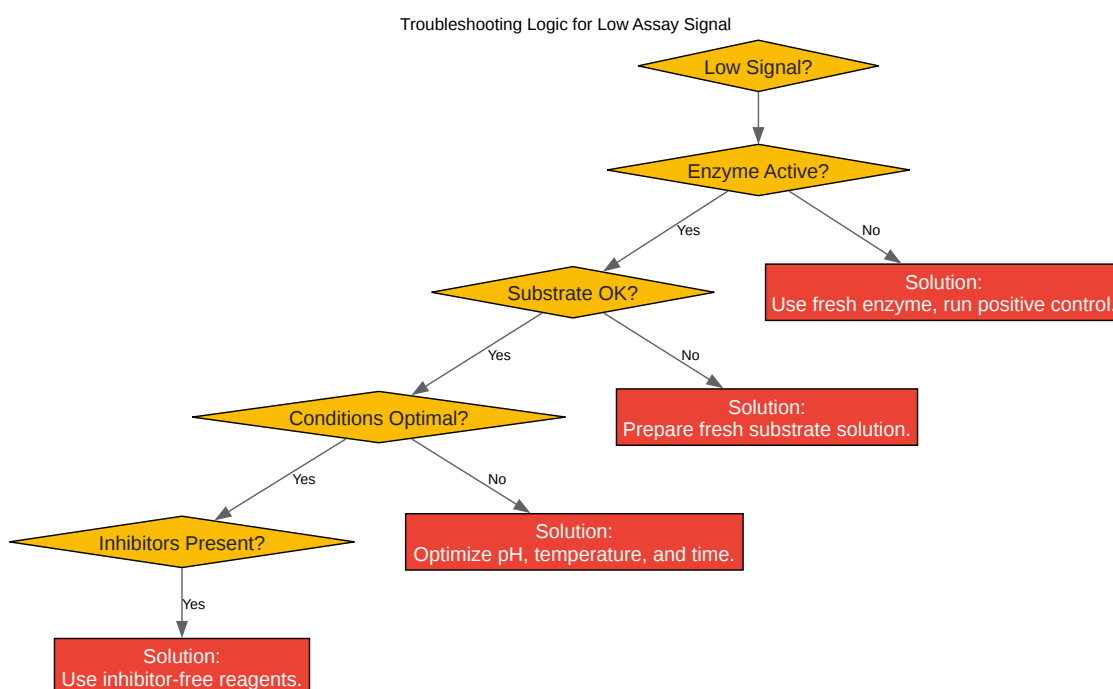 Troubleshooting Logic for Low Assay Signal
Low Signal?
Enzyme Active?
Yes
No
Substrate OK?
Solution:
Use fresh enzyme, run positive control.
Yes
No
Conditions Optimal?
Solution:
Prepare fresh substrate solution.
Yes
No
Inhibitors Present?
Solution:
Optimize pH, temperature, and time.
Yes
Solution:
Use inhibitor-free reagents.